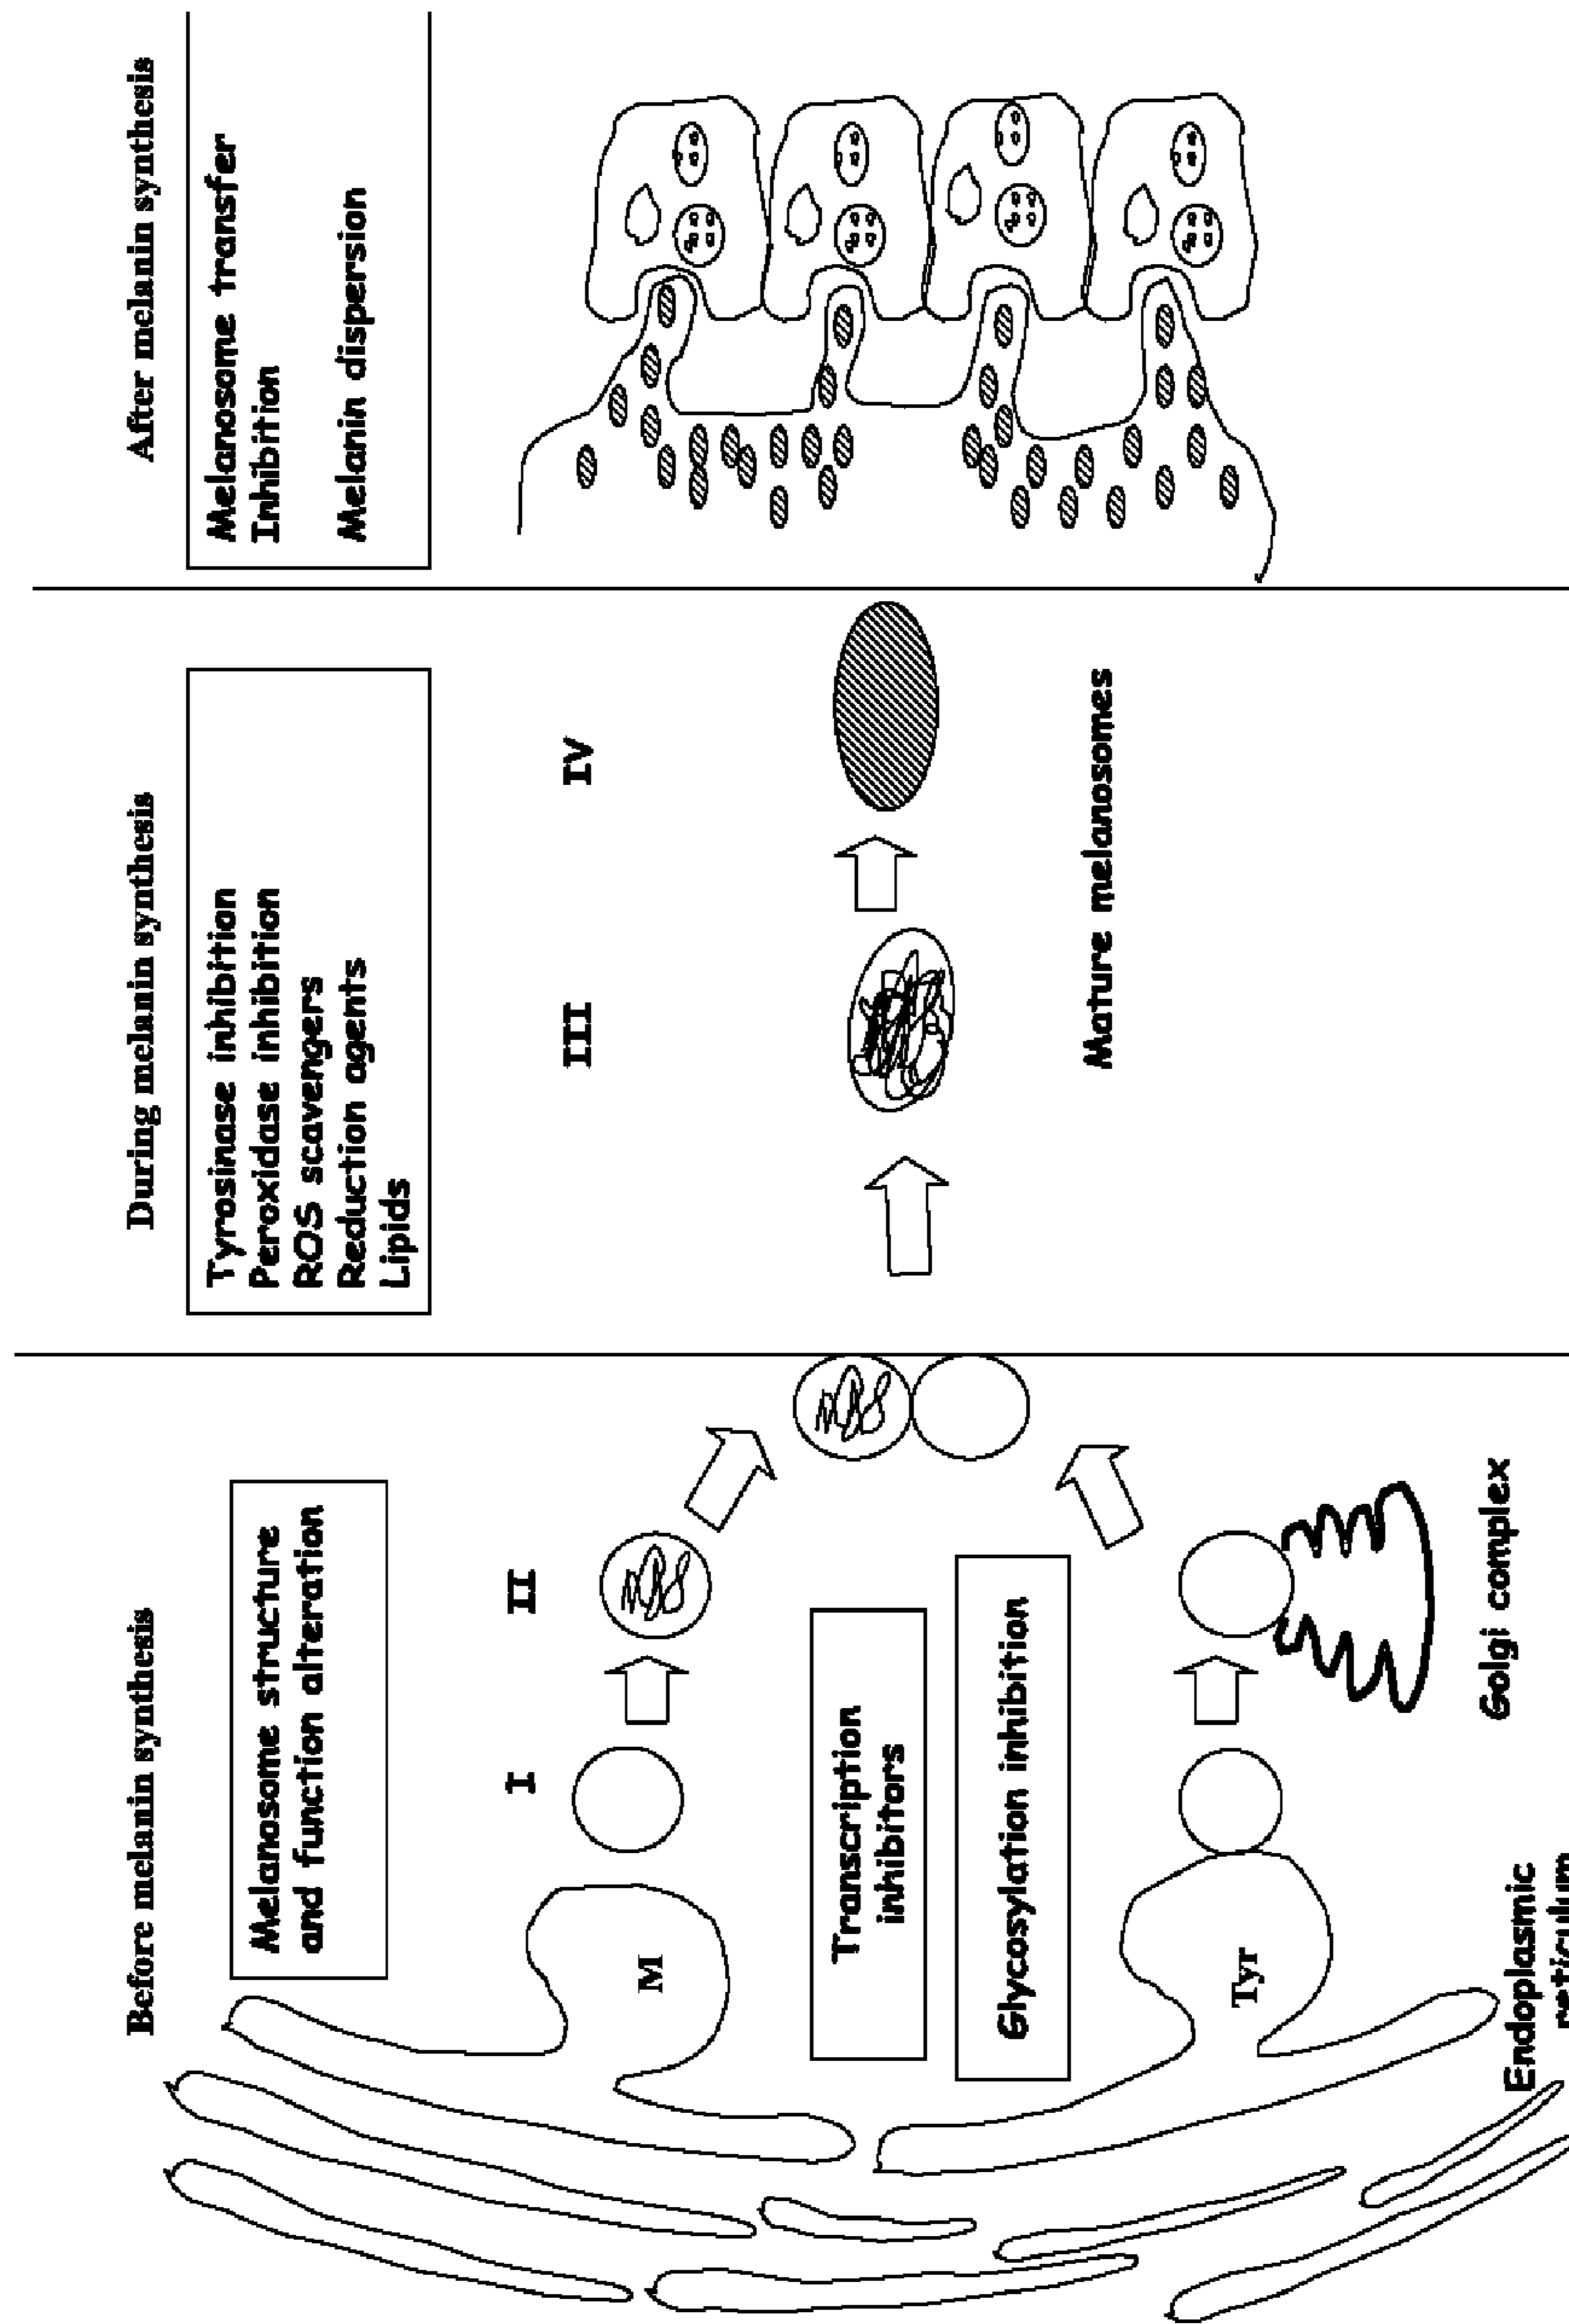 Before melanin synthesis
Melanosome structure
and function alteration
I
II
M
Transcription
inhibitors
Glycosylation inhibition
Tyr
Golgi complex
Endoplasmic
reticulum
During melanin synthesis
Tyrosinase inhibition
Peroxidase inhibition
ROS scavengers
Reduction agents
Lipids
III
IV
Mature melanosomes
After melanin synthesis
Melanosome transfer
Inhibition
Melanin dispersion